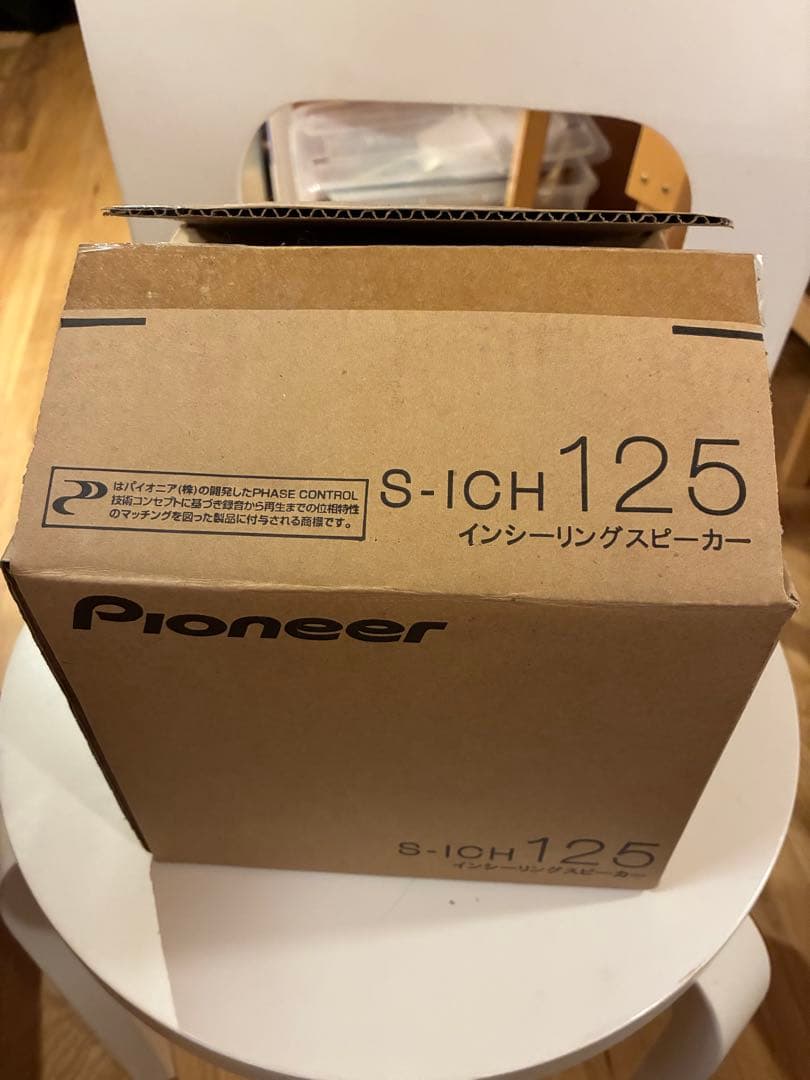 はパイオニア(株)の開発したPHASE CONTROL
技術コンセプトに基づき録音から再生までの位相特性
のマッチングを図った製品に付与される商標です。
S-ICH125
インシーリングスピーカー
Pioneer
S-ICH125
インシーリングスピーカー